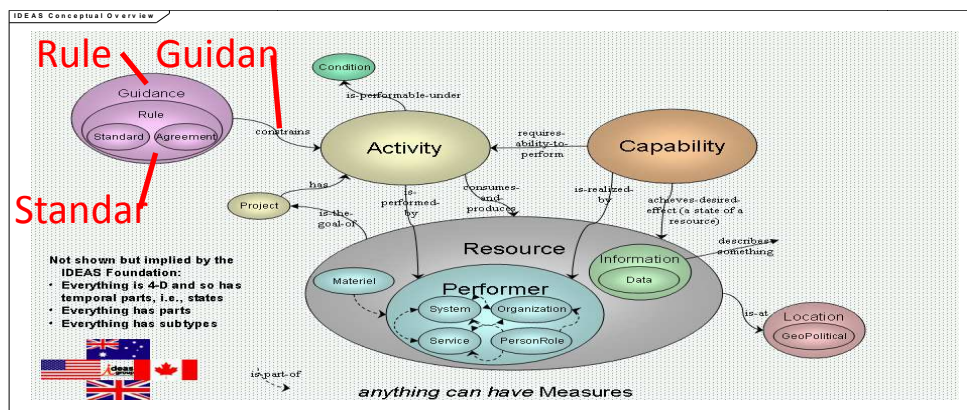 IDEAS Conceptual Overview
Rule Guidan
Standar
Guidance
Rule
Standard
Agreement
Condition
is-performable-under
constrains
Activity
requires-
ability-to-
perform
Capability
has
Project
is-the-
goal-of
is-
performed-
by
consumes-
and-
produces
is-realized-
by
achieves-desired-
effect (a state of a
resource)
Resource
Information
Data
describes-
something
Materiel
Performer
System
Organization
Service
PersonRole
is-at
Location
GeoPolitical
Not shown but implied by the
IDEAS Foundation:
• Everything is 4-D and so has
temporal parts, i.e., states
• Everything has parts
• Everything has subtypes
ideas
group
is-part-of
anything can have Measures